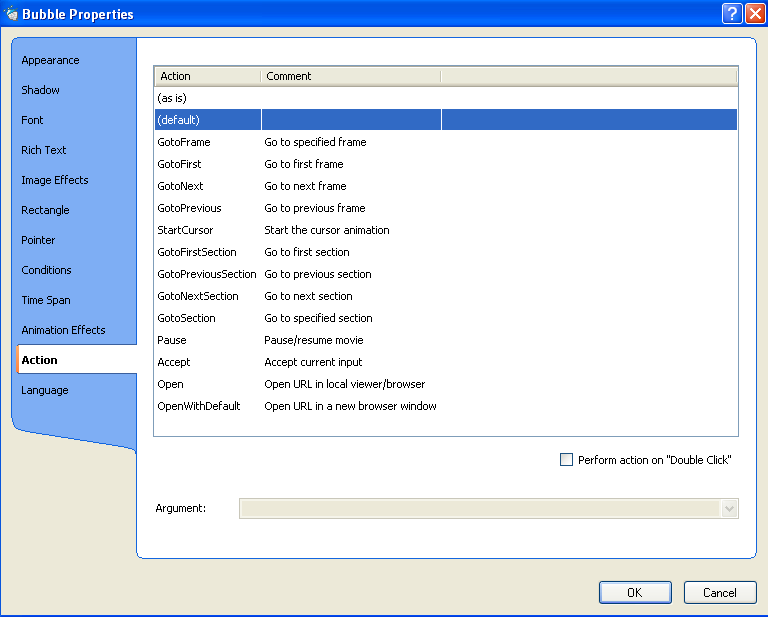 Bubble Properties
Appearance
Shadow
Font
Rich Text
Image Effects
Rectangle
Pointer
Conditions
Time Span
Animation Effects
Action
Language
Action Comment
(as is)
(default)
GotoFrame Go to specified frame
GotoFirst Go to first frame
GotoNext Go to next frame
GotoPrevious Go to previous frame
StartCursor Start the cursor animation
GotoFirstSection Go to first section
GotoPreviousSection Go to previous section
GotoNextSection Go to next section
GotoSection Go to specified section
Pause Pause/resume movie
Accept Accept current input
Open Open URL in local viewer/browser
OpenWithDefault Open URL in a new browser window
Perform action on "Double Click"
Argument:
OK Cancel